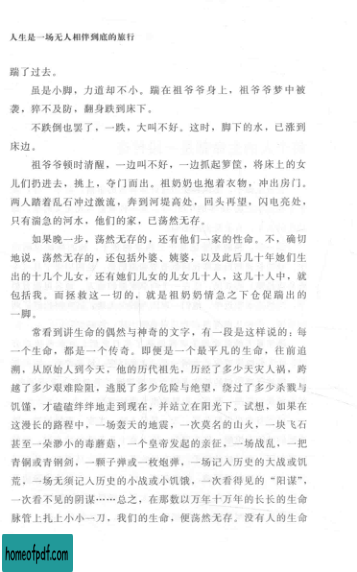 人生是一场无人相伴到底的旅行
踹了过去。
虽是小脚，力道却不小。踹在祖爷爷身上，祖爷爷梦中被
袭，猝不及防，翻身跌到床下。
不跌倒也罢了，一跌，大叫不好。这时，脚下的水，已涨到
床边。
祖爷爷顿时清醒，一边叫不好，一边抓起箩筐，将床上的女
儿们扔进去，挑上，夺门而出。祖奶奶也抱着衣物，冲出房门。
两人踏着乱石冲过激流，奔到河堤高处，回头再望，闪电亮处，
只有湍急的河水，他们的家，已荡然无存。
如果晚一步，荡然无存的，还有他们一家的性命。不，确切
地说，荡然无存的，还包括外婆、姨婆，以及此后几十年她们生
出的十几个儿女，还有她们儿女的儿女几十人，这几十人中，就
包括我。而拯救这一切的，就是祖奶奶情急之下仓促踹出的
一脚。
常看到讲生命的偶然与神奇的文字，有一段是这样说的：每
一个生命，都是一个传奇。即便是一个最平凡的生命，往前追
溯，从原始人到今天，他的历代祖先，历经了多少天灾人祸，跨
越了多少艰难险阻，逃脱了多少危险与绝望，绕过了多少杀戮与
饥馑，才磕磕绊绊地走到现在，并站立在阳光下。试想，如果在
这漫长的路程中，一场轰天的地震，一次莫名的山火，一块飞石
甚至一朵渺小的毒蘑菇，一个皇帝发起的亲征，一场战乱，一把
青铜或青铜剑，一颗子弹或一枚炮弹，一场记入历史的大战或饥
荒，一场无须记入历史的小战或小饥饿，一次看得见的“阳谋”，
一次看不见的阴谋……总之，在那数以万年十万年的长长的生命
脉管上扎上小小一刀，我们的生命，便荡然无存。没有人的生命
homeofpdf.com